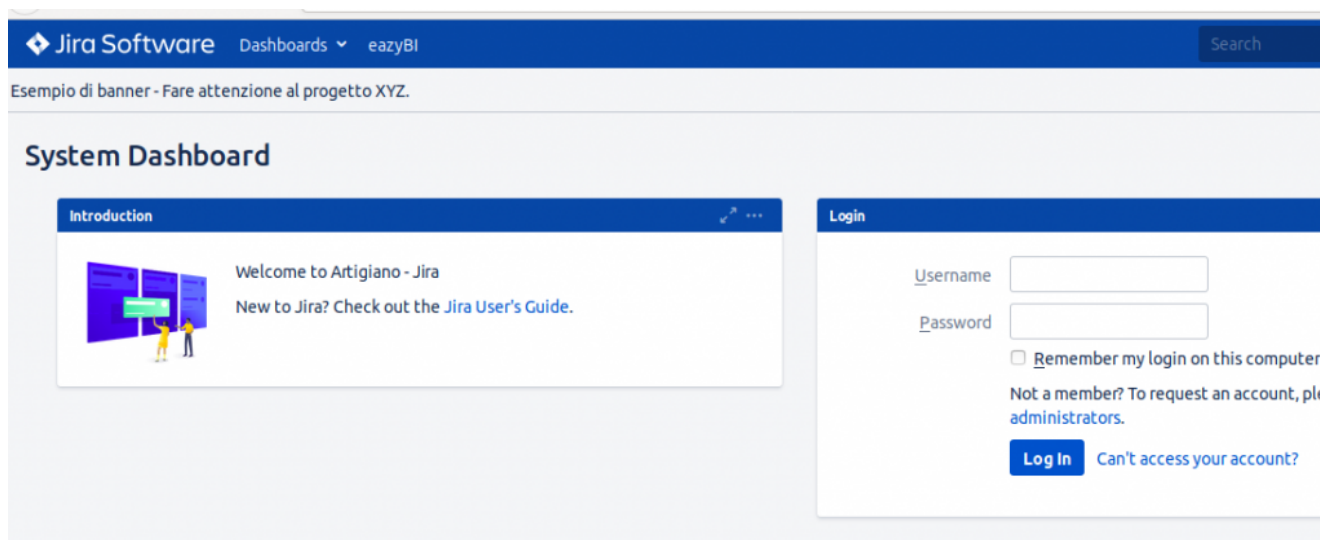 Jira Software Dashboards eazyBI Search
Esempio di banner - Fare attenzione al progetto XYZ.
System Dashboard
Introduction
Welcome to Artigiano - Jira
New to Jira? Check out the Jira User's Guide.
Login
Username
Password
Remember my login on this computer
Not a member? To request an account,
administrators.
Log In Can't access your account?